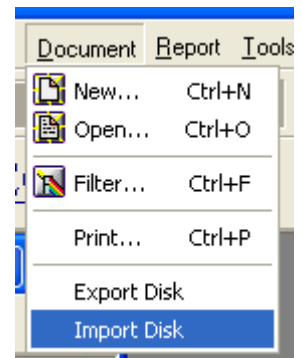 Document Report Tools
New... Ctrl+N
Open... Ctrl+O
Filter... Ctrl+F
Print... Ctrl+P
Export Disk
Import Disk